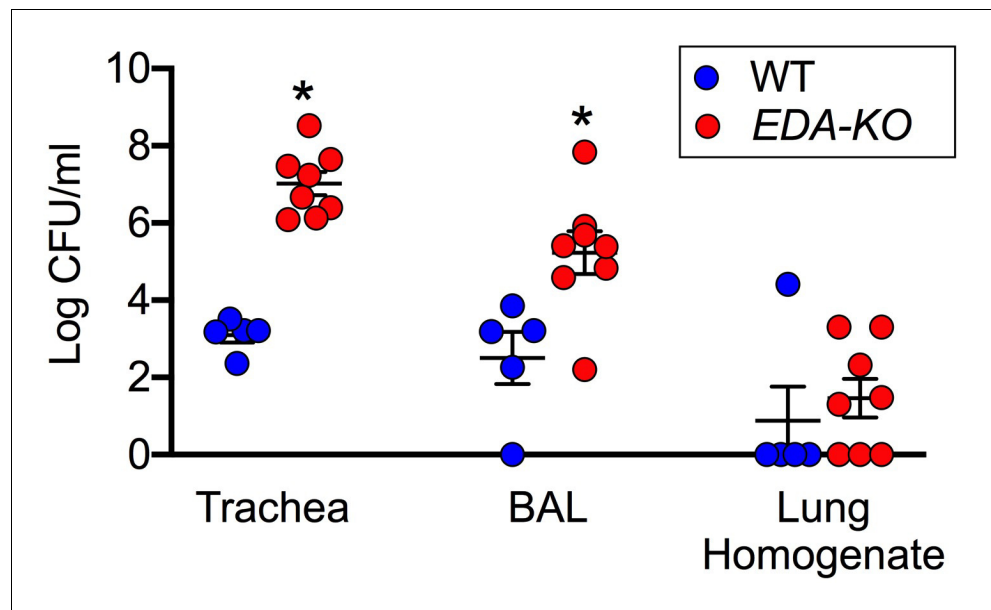 10
8
6
4
2
0
Log CFU/ml
*
*
WT
EDA-KO
Trachea
BAL
Lung
Homogenate